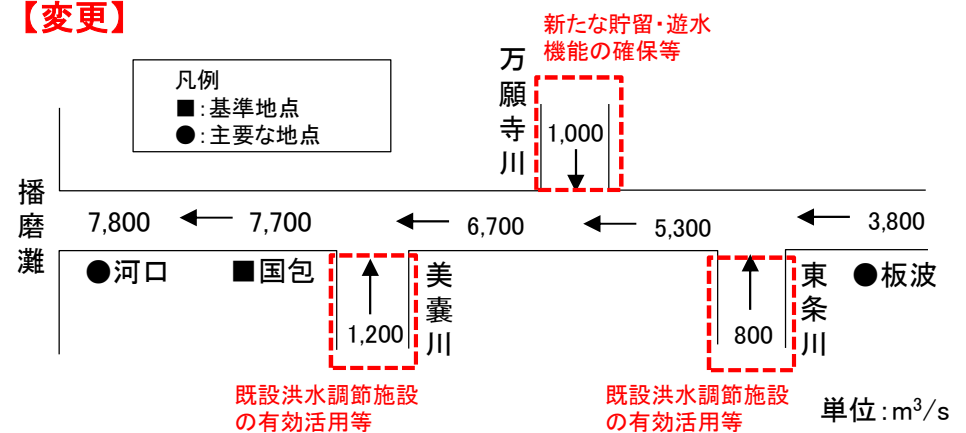 【変更】
新たな貯留・遊水
機能の確保等
凡例
■:基準地点
●:主要な地点
万願寺川
1,000
播磨灘
7,800
7,700
6,700
5,300
3,800
●河口
■国包
美嚢川
1,200
東条川
800
●板波
既設洪水調節施設
の有効活用等
既設洪水調節施設
の有効活用等
単位:m³/s